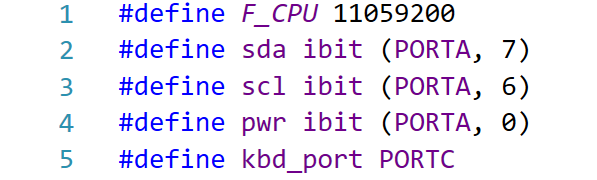 1 #define F_CPU 11059200
2 #define sda ibit (PORTA, 7)
3 #define scl ibit (PORTA, 6)
4 #define pwr ibit (PORTA, 0)
5 #define kbd_port PORTC